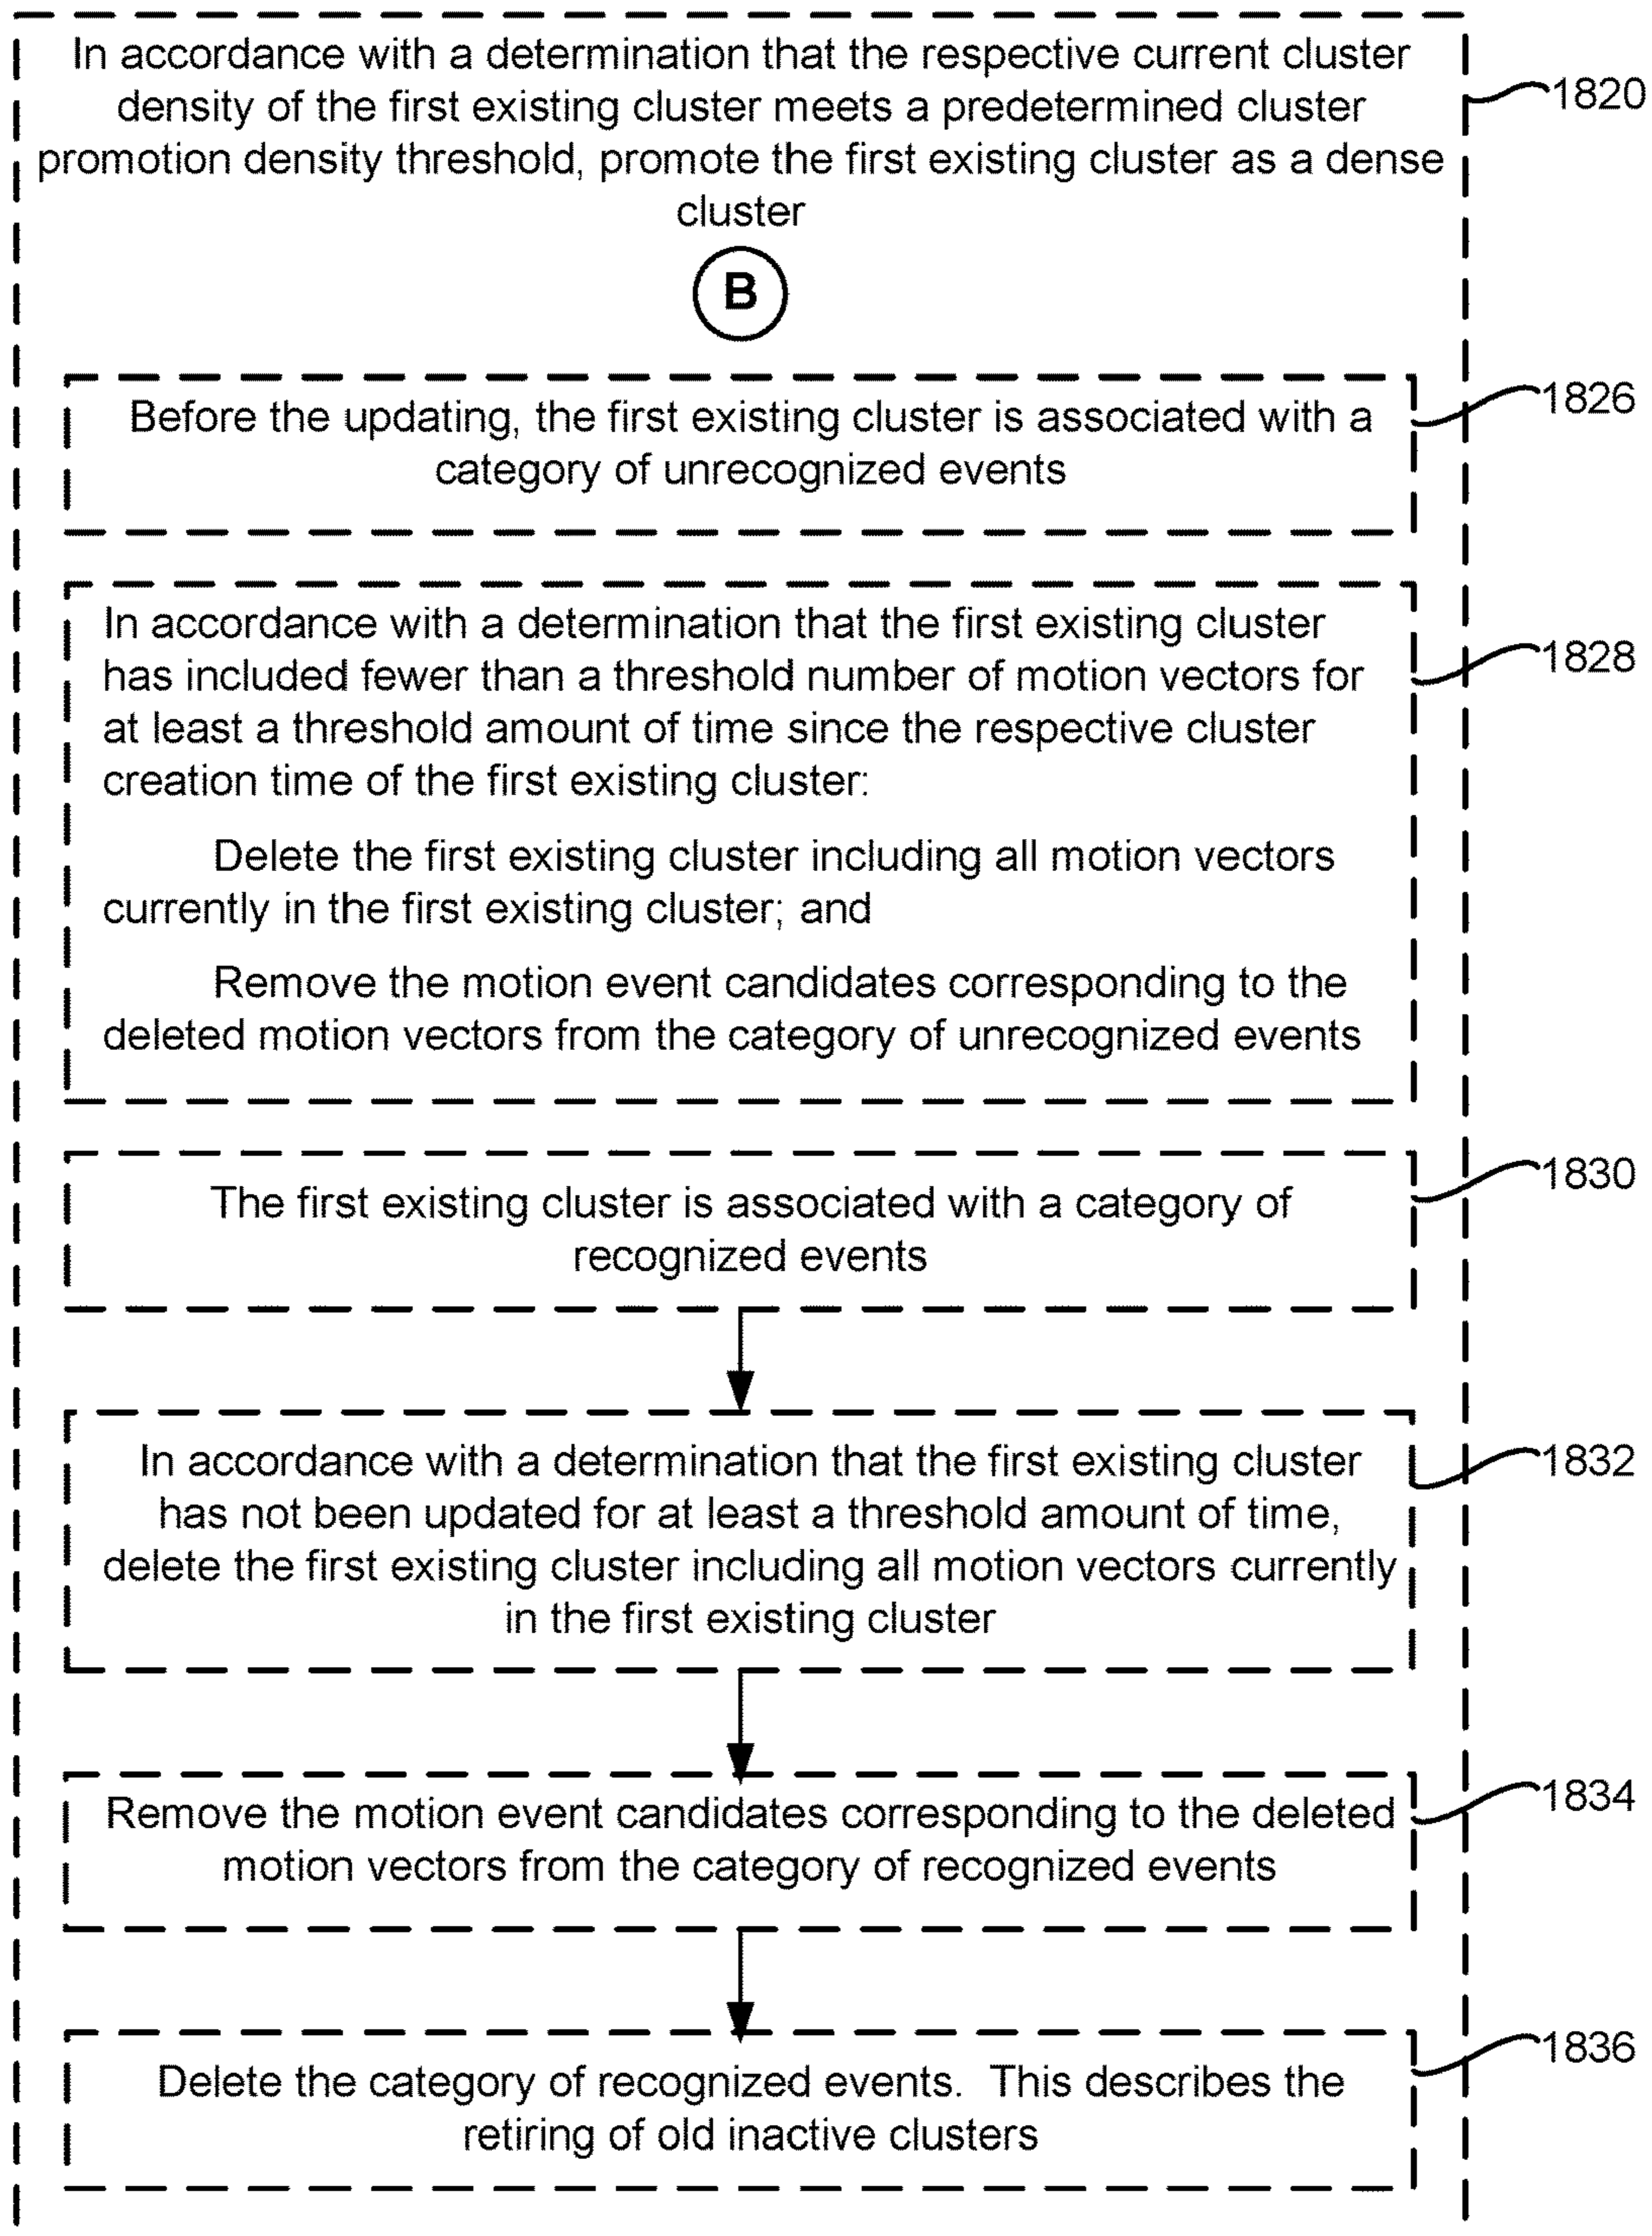 In accordance with a determination that the respective current cluster
density of the first existing cluster meets a predetermined cluster
promotion density threshold, promote the first existing cluster as a dense
cluster
1820
B
Before the updating, the first existing cluster is associated with a
category of unrecognized events
1826
In accordance with a determination that the first existing cluster
has included fewer than a threshold number of motion vectors for
at least a threshold amount of time since the respective cluster
creation time of the first existing cluster:
Delete the first existing cluster including all motion vectors
currently in the first existing cluster; and
Remove the motion event candidates corresponding to the
deleted motion vectors from the category of unrecognized events
1828
The first existing cluster is associated with a category of
recognized events
1830
In accordance with a determination that the first existing cluster
has not been updated for at least a threshold amount of time,
delete the first existing cluster including all motion vectors currently
in the first existing cluster
1832
Remove the motion event candidates corresponding to the deleted
motion vectors from the category of recognized events
1834
Delete the category of recognized events.  This describes the
retiring of old inactive clusters
1836